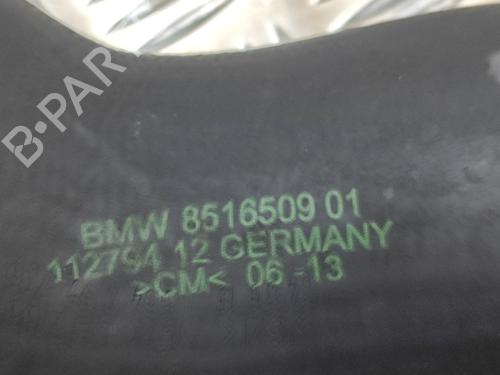 B-PAR
BMW 8516509 01
112794 12 GERMANY
>CM< 06-13